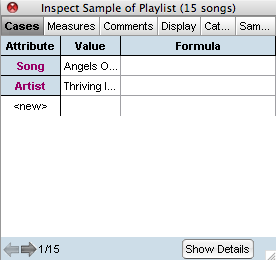 Inspect Sample of Playlist (15 songs)
Cases Measures Comments Display Cat... Sam...
Attribute Value Formula
Song Angels O...
Artist Thriving I...
<new>
1/15 Show Details